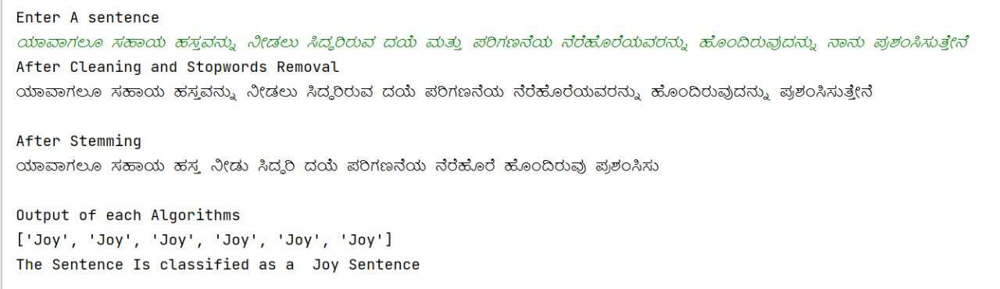 Enter A sentence
ಯಾವಾಗಲೂ ಸಹಾಯ ಹಸ್ತವನ್ನು ನೀಡಲು ಸಿದ್ಧರಿರುವ ದಯೆ ಮತ್ತು ಪರಿಗಣನೆಯ ನೆರೆಹೊರೆಯವರನ್ನು ಹೊಂದಿರುವುದನ್ನು ನಾನು ಪ್ರಶಂಸಿಸುತ್ತೇನೆ
After Cleaning and Stopwords Removal
ಯಾವಾಗಲೂ ಸಹಾಯ ಹಸ್ತವನ್ನು ನೀಡಲು ಸಿದ್ಧರಿರುವ ದಯೆ ಪರಿಗಣನೆಯ ನೆರೆಹೊರೆಯವರನ್ನು ಹೊಂದಿರುವುದನ್ನು ಪ್ರಶಂಸಿಸುತ್ತೇನೆ
After Stemming
ಯಾವಾಗಲೂ ಸಹಾಯ ಹಸ್ತ ನೀಡು ಸಿದ್ಧರಿ ದಯೆ ಪರಿಗಣನೆಯ ನೆರೆಹೊರೆ ಹೊಂದಿರುವು ಪ್ರಶಂಸಿಸು
Output of each Algorithms
['Joy', 'Joy', 'Joy', 'Joy', 'Joy', 'Joy']
The Sentence Is classified as a  Joy Sentence